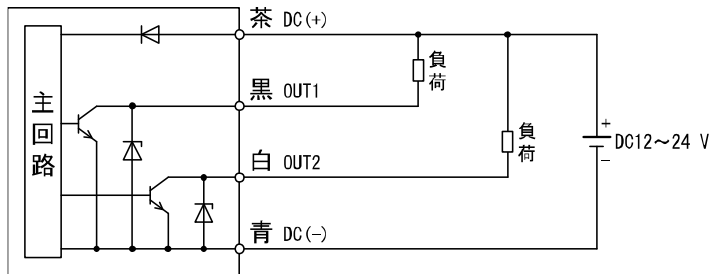 茶 DC(+)
負荷
黒 OUT1
主回路
負荷
+
DC12～24 V
−
白 OUT2
青 DC(−)